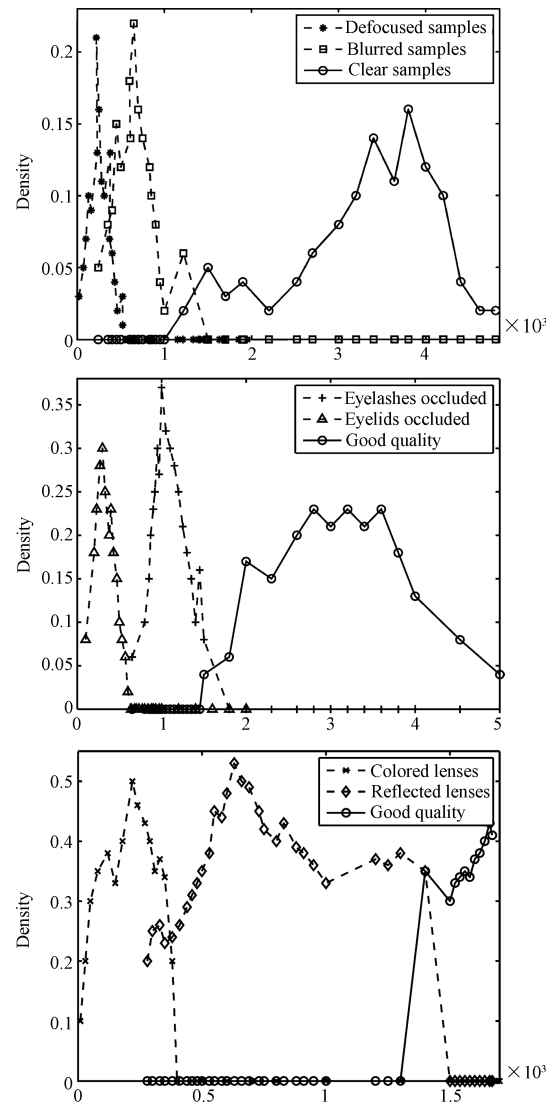 Defocused samples
Blurred samples
Clear samples
0.2
0.15
0.1
0.05
0
Density
0 1 2 3 4
×10³
Eyelashes occluded
Eyelids occluded
Good quality
0.35
0.3
0.25
0.2
0.15
0.1
0.05
0
Density
0 1 2 3 4 5
Colored lenses
Reflected lenses
Good quality
0.5
0.4
0.3
0.2
0.1
0
Density
0 0.5 1 1.5
×10³